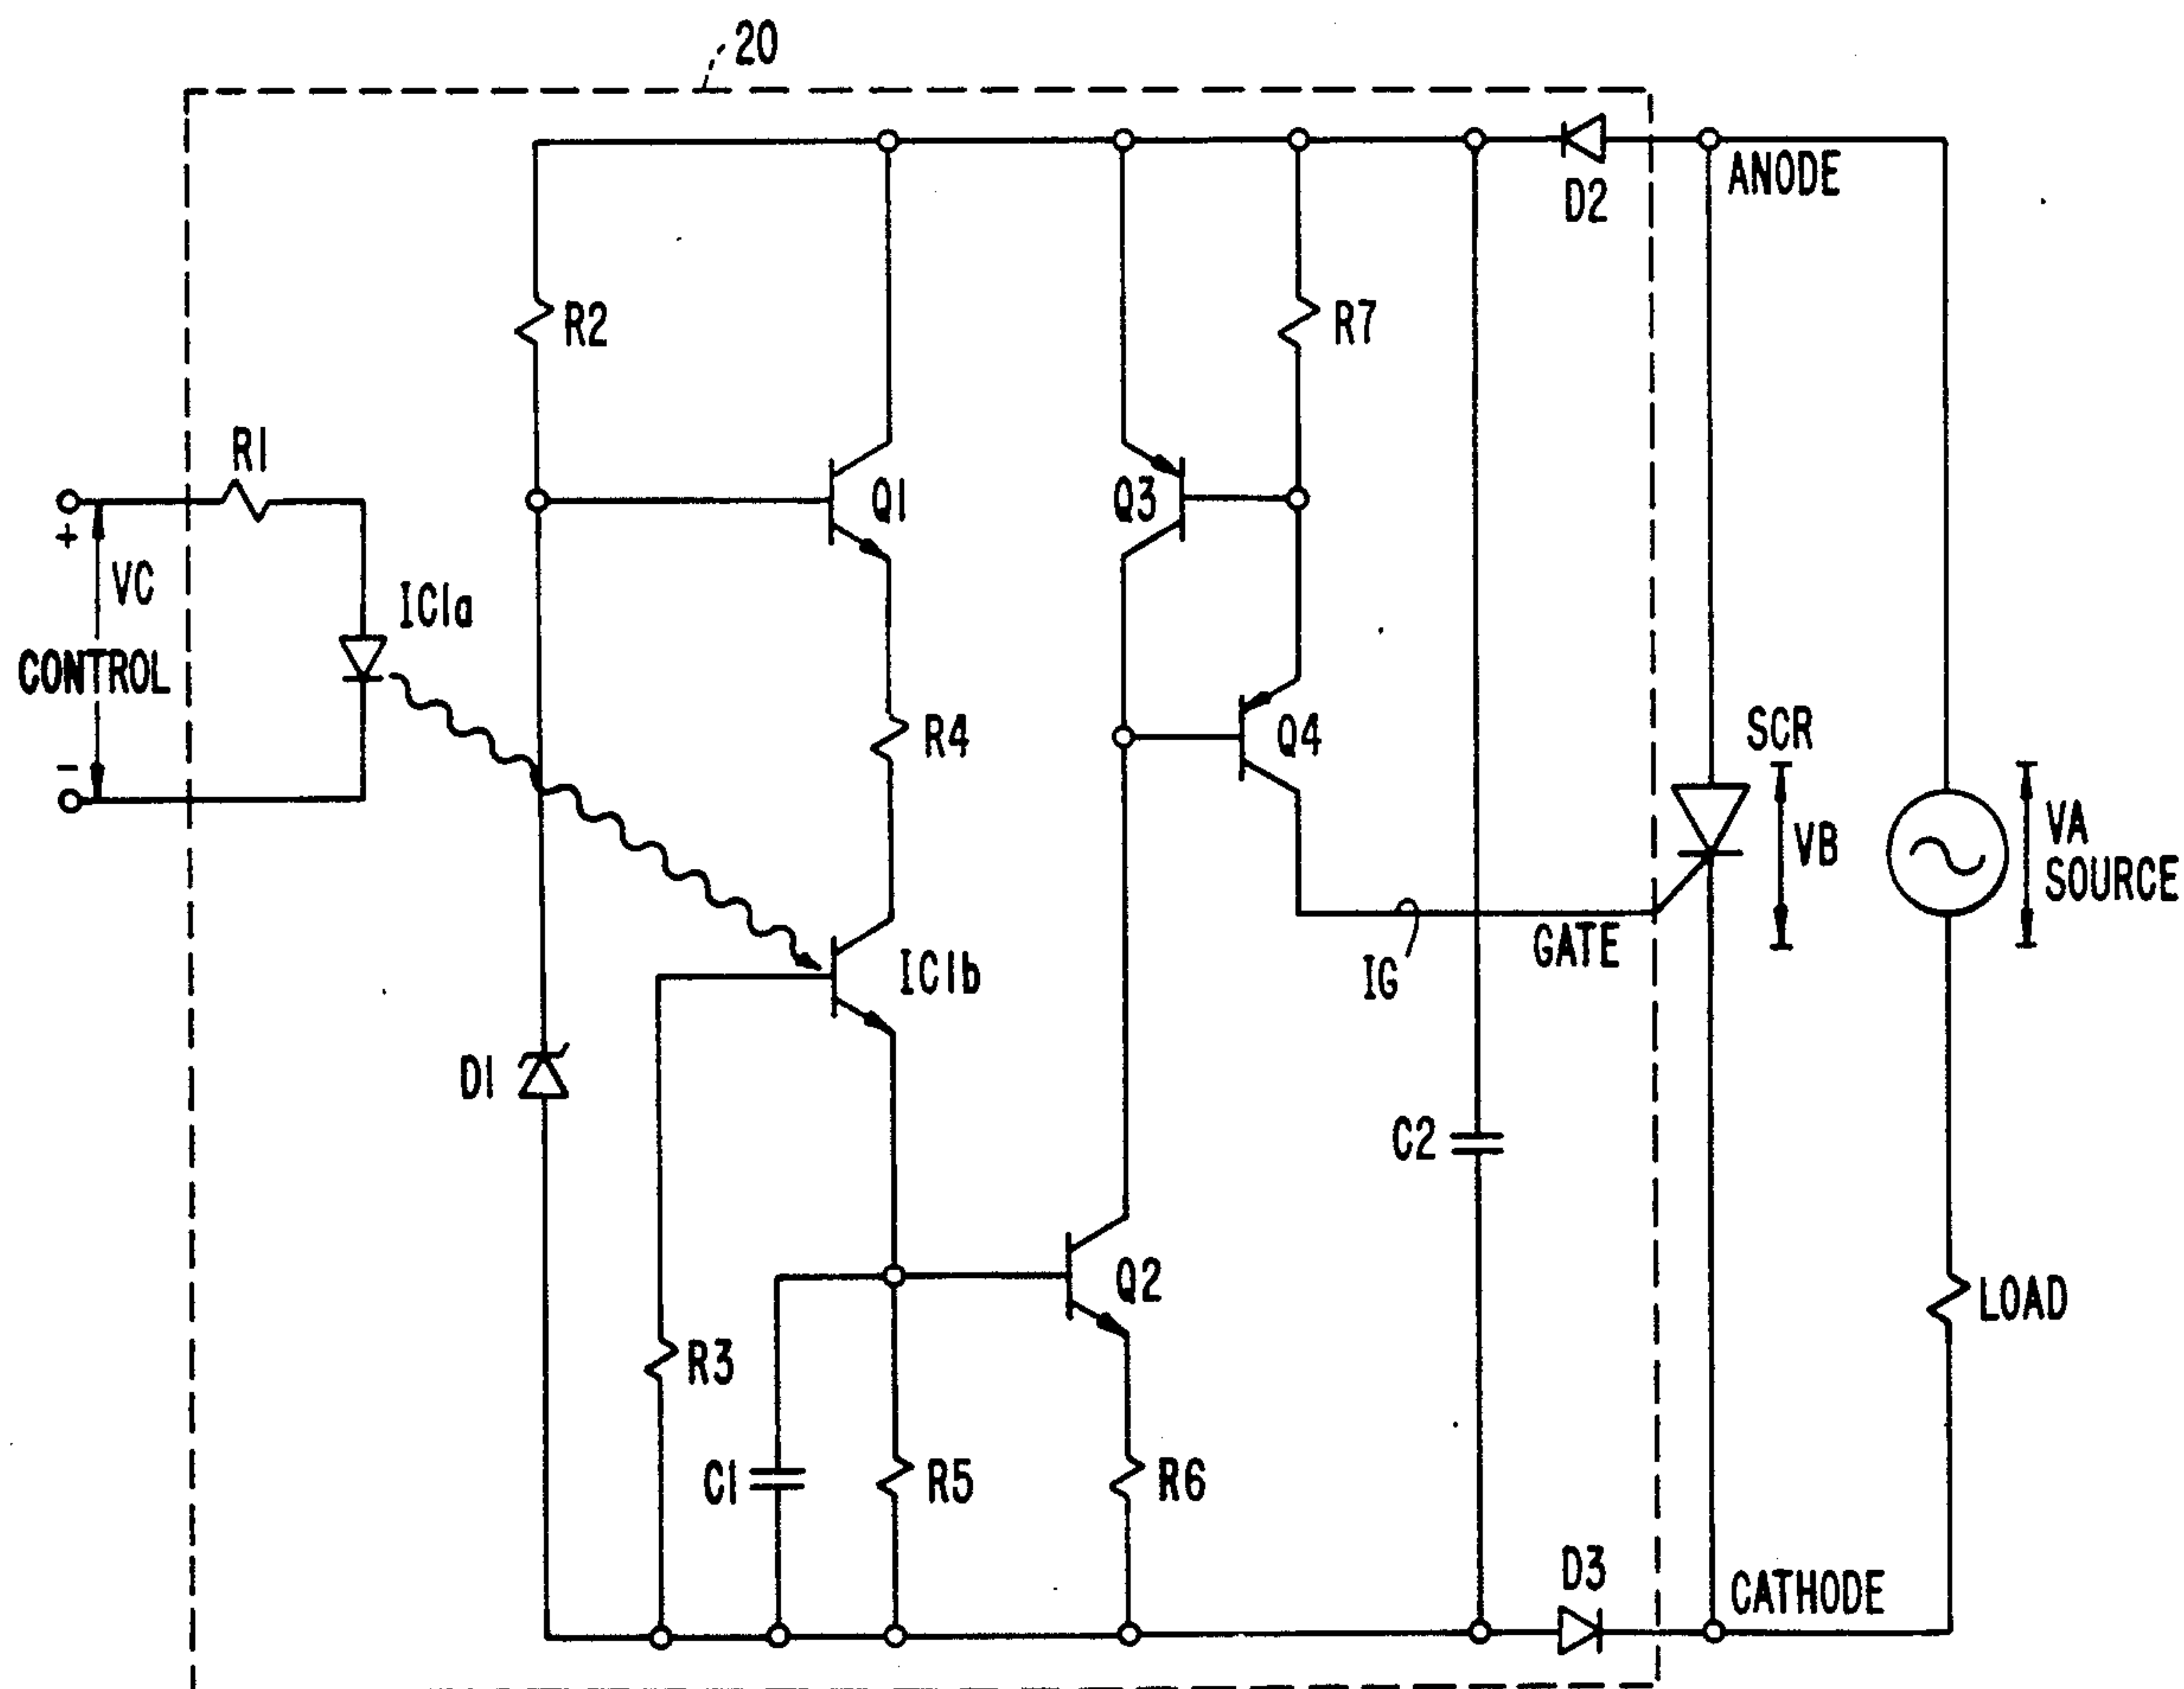 20
ANODE
D2
R2
R7
R1
+
Q1
Q3
VC
IC1a
CONTROL
-
R4
Q4
SCR
VB
VA
SOURCE
GATE
IG
IC1b
D1
C2
Q2
LOAD
R3
C1
R5
R6
D3
CATHODE